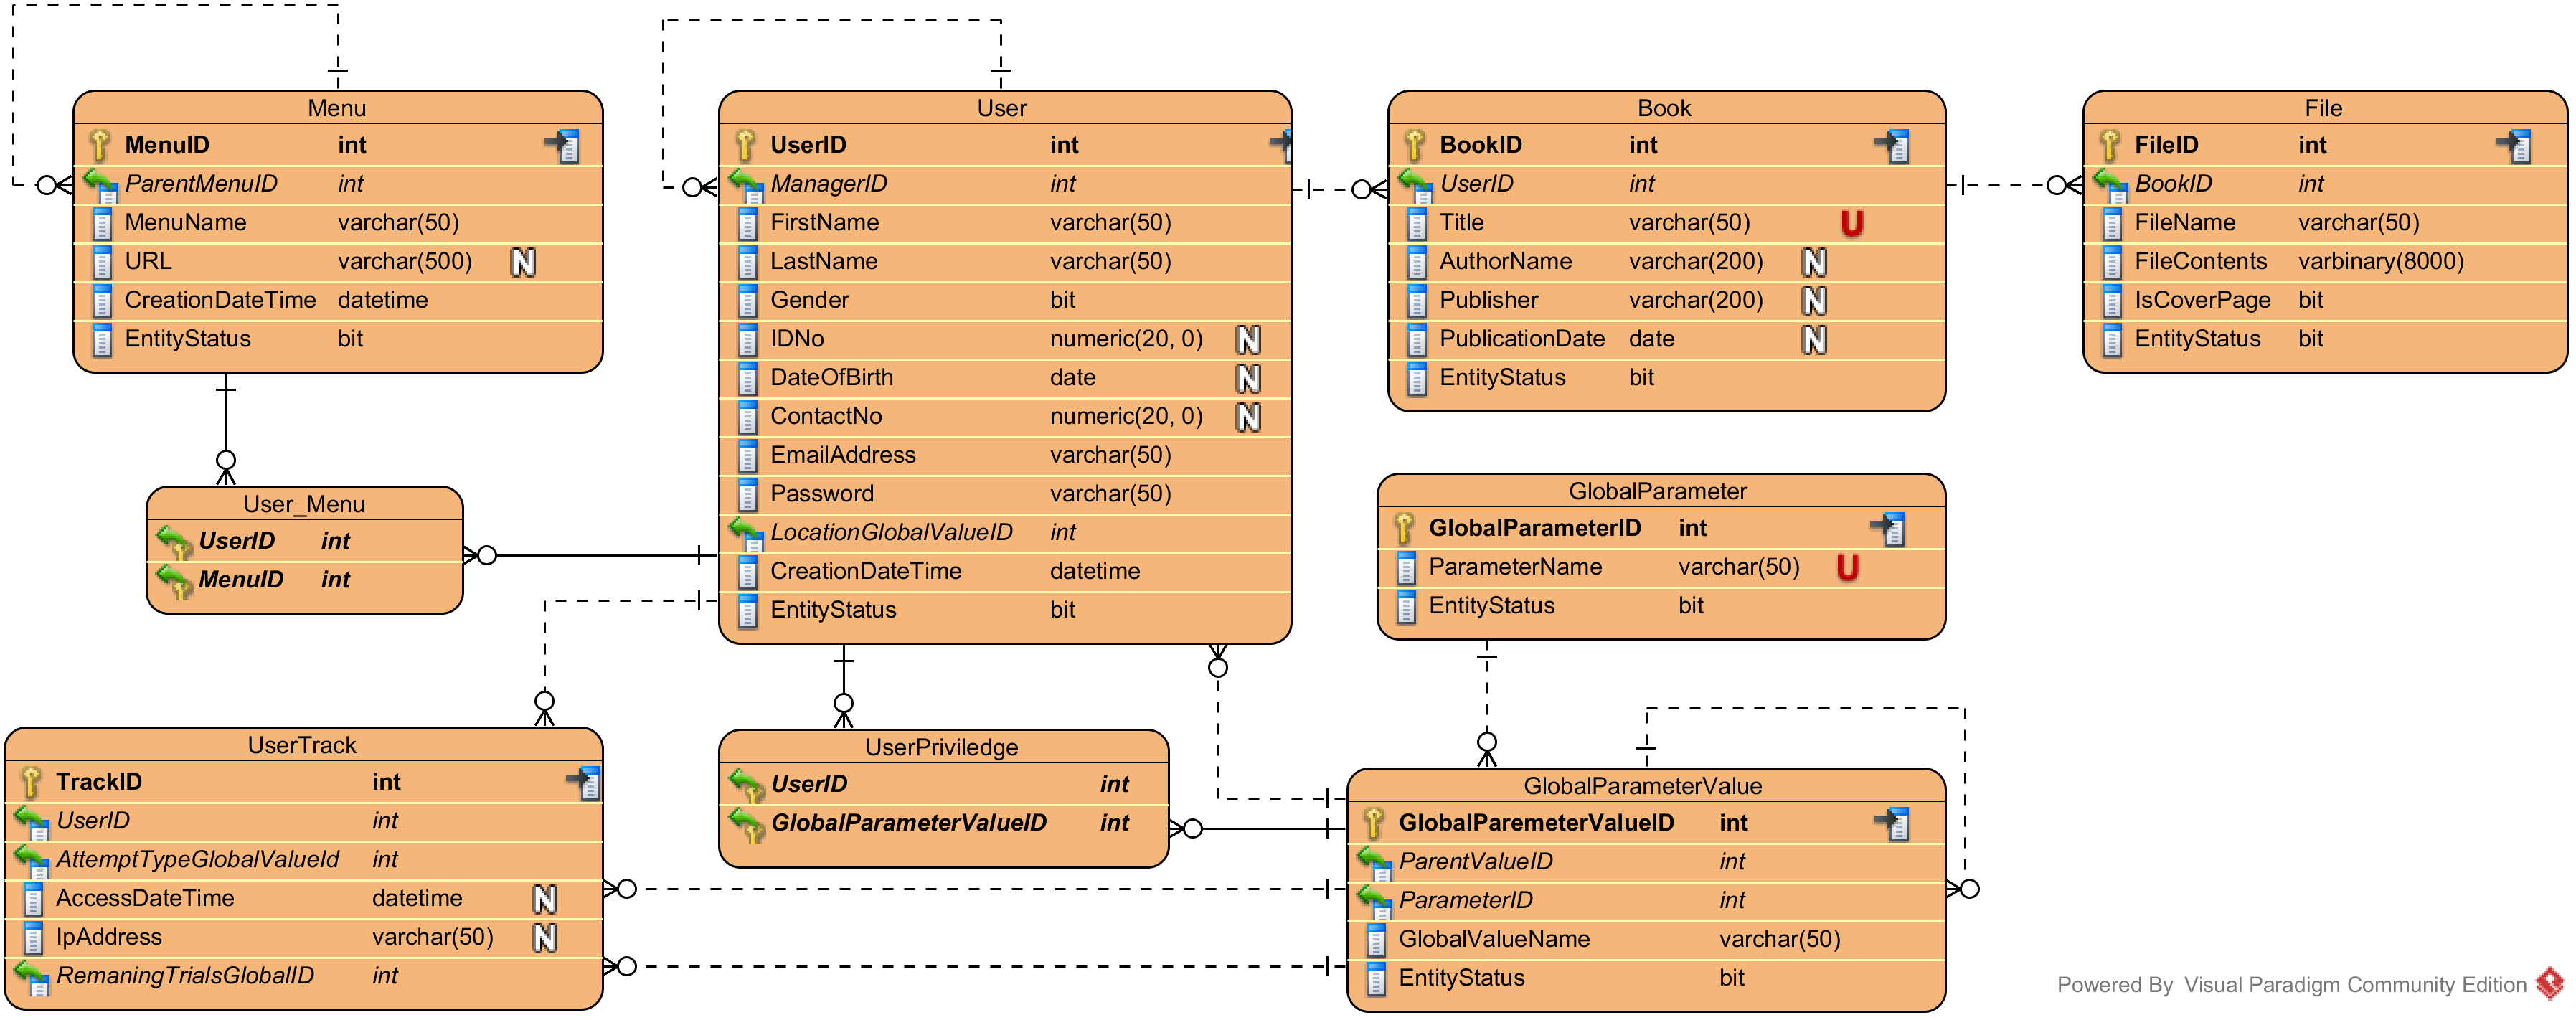 Menu
MenuID int
ParentMenuID int
MenuName varchar(50)
URL varchar(500) N
CreationDateTime datetime
EntityStatus bit
User
UserID int
ManagerID int
FirstName varchar(50)
LastName varchar(50)
Gender bit
IDNo numeric(20, 0) N
DateOfBirth date N
ContactNo numeric(20, 0) N
EmailAddress varchar(50)
Password varchar(50)
LocationGlobalValueID int
CreationDateTime datetime
EntityStatus bit
Book
BookID int
UserID int
Title varchar(50) U
AuthorName varchar(200) N
Publisher varchar(200) N
PublicationDate date N
EntityStatus bit
File
FileID int
BookID int
FileName varchar(50)
FileContents varbinary(8000)
IsCoverPage bit
EntityStatus bit
User_Menu
UserID int
MenuID int
GlobalParameter
GlobalParameterID int
ParameterName varchar(50) U
EntityStatus bit
UserTrack
TrackID int
UserID int
AttemptTypeGlobalValueId int
AccessDateTime datetime N
IpAddress varchar(50) N
RemaningTrialsGlobalID int
UserPriviledge
UserID int
GlobalParameterValueID int
GlobalParameterValue
GlobalParemeterValueID int
ParentValueID int
ParameterID int
GlobalValueName varchar(50)
EntityStatus bit
Powered By Visual Paradigm Community Edition